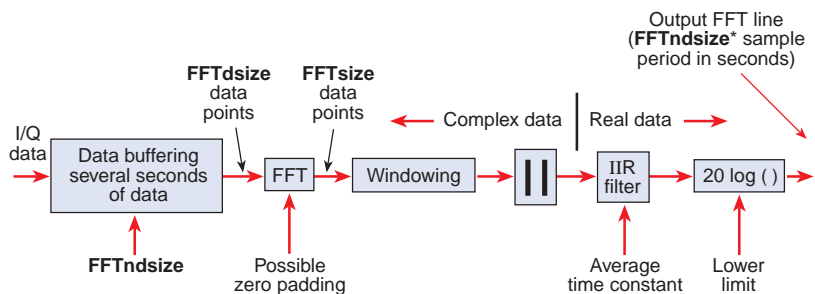 Output FFT line
(FFTndsize* sample
period in seconds)
FFTdsize
data
points
FFTsize
data
points
Complex data
Real data
I/Q
data
Data buffering
several seconds
of data
FFT
Windowing
IIR
filter
20 log ( )
FFTndsize
Possible
zero padding
Average
time constant
Lower
limit